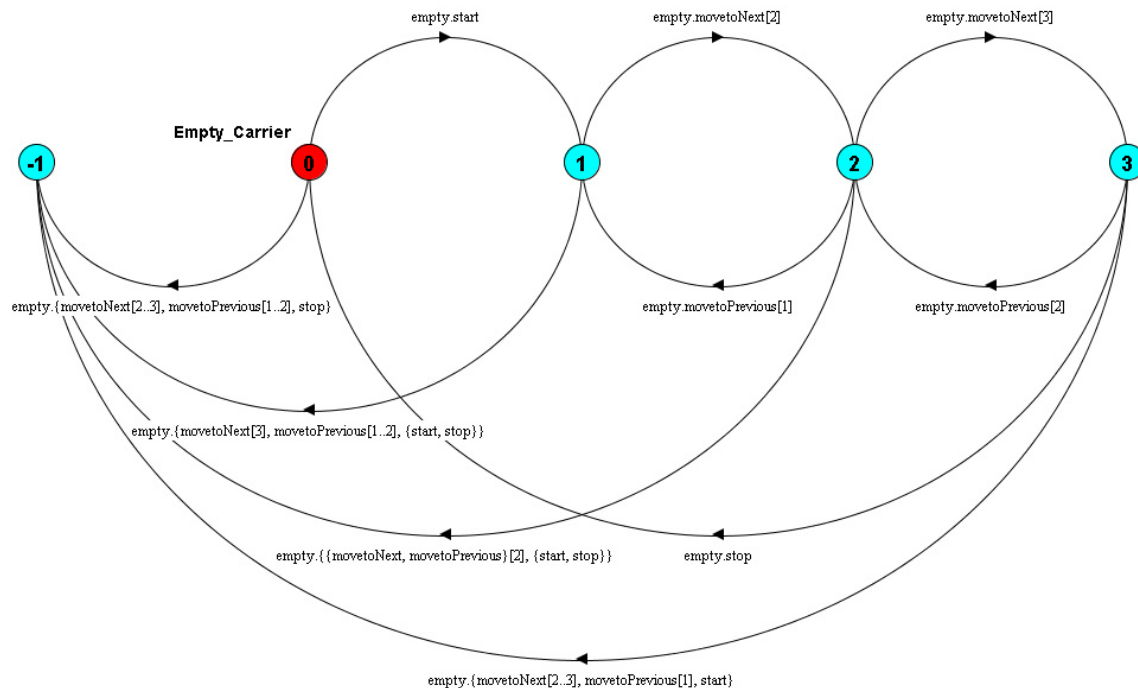 empty.start
empty.movetoNext[2]
empty.movetoNext[3]
Empty_Carrier
-1
0
1
2
3
empty.{movetoNext[2..3], movetoPrevious[1..2], stop}
empty.movetoPrevious[1]
empty.movetoPrevious[2]
empty.{movetoNext[3], movetoPrevious[1..2], {start, stop}}
empty.{{movetoNext, movetoPrevious}[2], {start, stop}}
empty.stop
empty.{movetoNext[2..3], movetoPrevious[1], start}